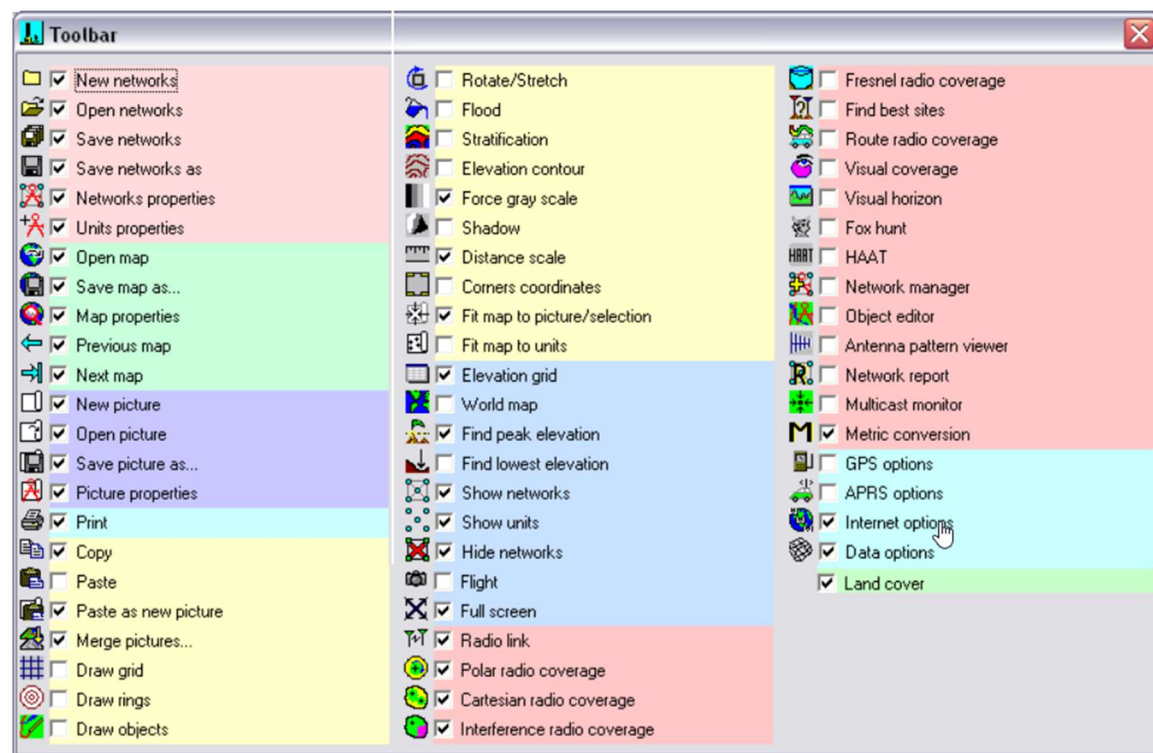 Toolbar
New networks
Open networks
Save networks
Save networks as
Networks properties
Units properties
Open map
Save map as...
Map properties
Previous map
Next map
New picture
Open picture
Save picture as...
Picture properties
Print
Copy
Paste
Paste as new picture
Merge pictures...
Draw grid
Draw rings
Draw objects
Rotate/Stretch
Flood
Stratification
Elevation contour
Force gray scale
Shadow
Distance scale
Corners coordinates
Fit map to picture/selection
Fit map to units
Elevation grid
World map
Find peak elevation
Find lowest elevation
Show networks
Show units
Hide networks
Flight
Full screen
Radio link
Polar radio coverage
Cartesian radio coverage
Interference radio coverage
Fresnel radio coverage
Find best sites
Route radio coverage
Visual coverage
Visual horizon
Fox hunt
HAAT HAAT
Network manager
Object editor
Antenna pattern viewer
R Network report
Multicast monitor
M Metric conversion
GPS options
APRS options
Internet options
Data options
Land cover